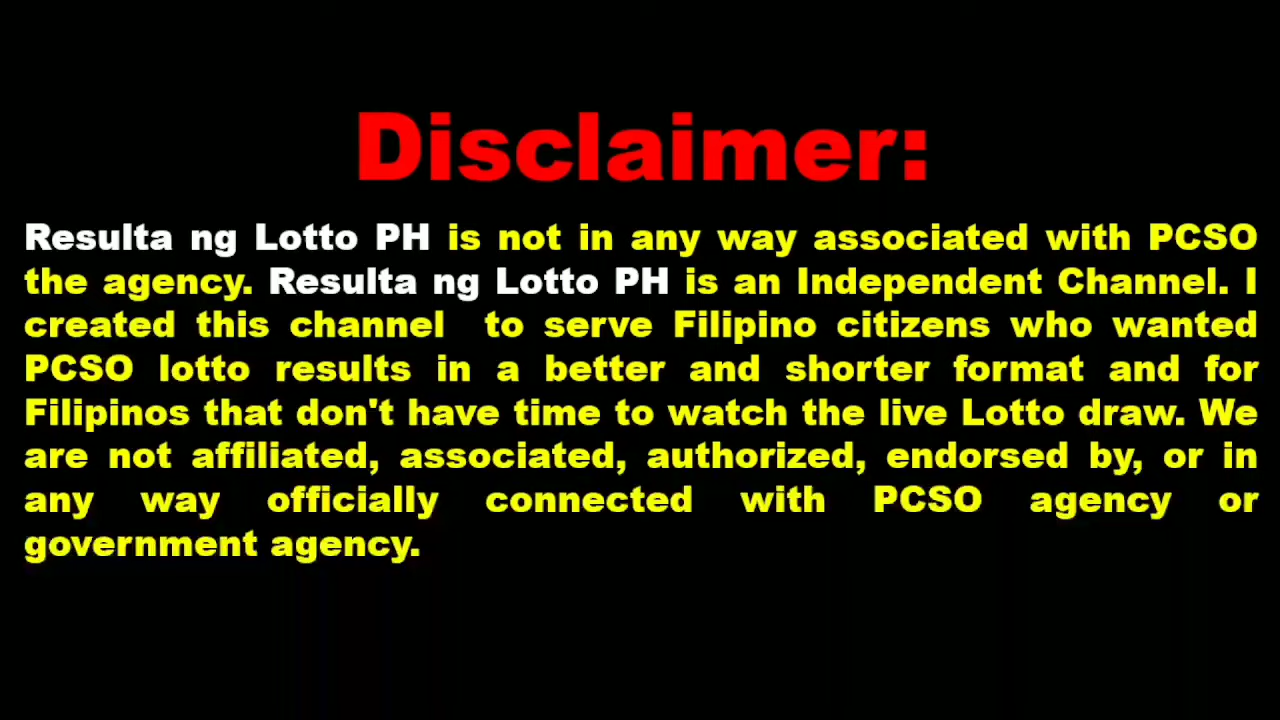 Disclaimer:
Resulta ng Lotto PH is not in any way associated with PCSO
the agency. Resulta ng Lotto PH is an Independent Channel. I
created this channel  to serve Filipino citizens who wanted
PCSO lotto results in a better and shorter format and for
Filipinos that don't have time to watch the live Lotto draw. We
are not affiliated, associated, authorized, endorsed by, or in
any way officially connected with PCSO agency or
government agency.